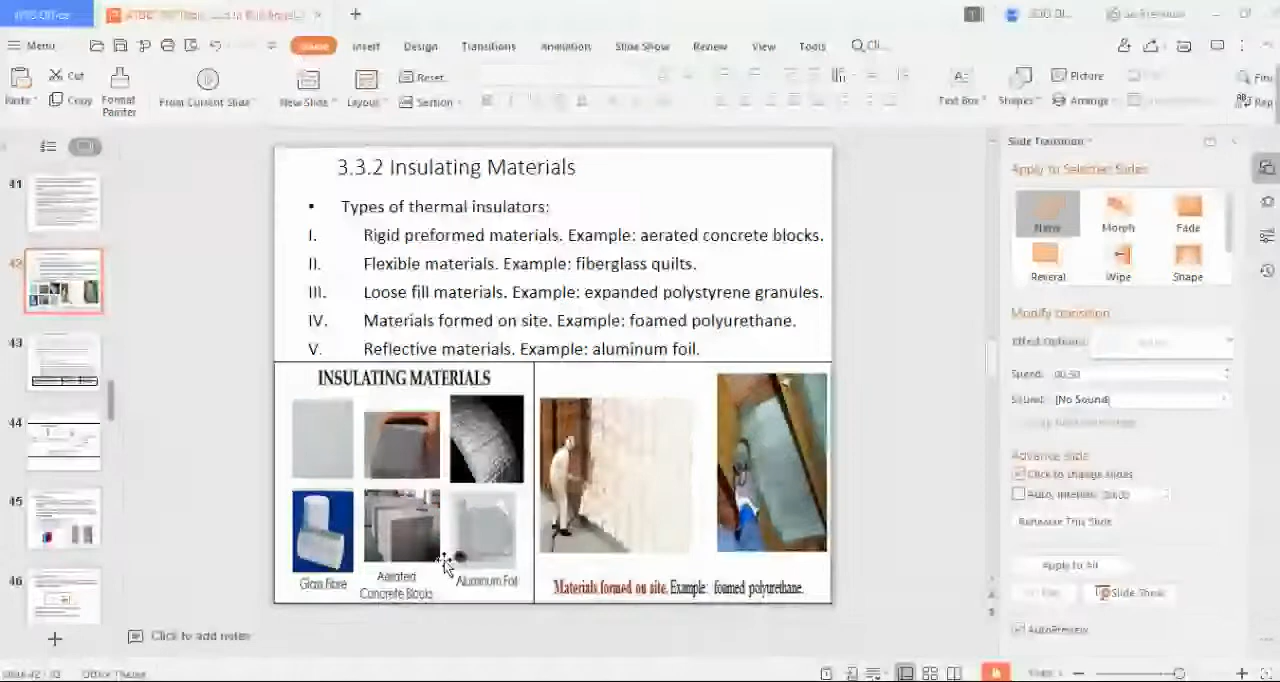 WPS Office
Menu
Home
Insert
Design
Transitions
Animation
Slide Show
Review
View
Tools
Paste
Cut
Copy
Format
Painter
From Current Slide
New Slide
Layout
Reset
Section
Text Box
Shapes
Picture
Arrange
41
42
43
44
45
46
3.3.2 Insulating Materials
• Types of thermal insulators:
I. Rigid preformed materials. Example: aerated concrete blocks.
II. Flexible materials. Example: fiberglass quilts.
III. Loose fill materials. Example: expanded polystyrene granules.
IV. Materials formed on site. Example: foamed polyurethane.
V. Reflective materials. Example: aluminum foil.
INSULATING MATERIALS
Glass Fibre
Aerated
Concrete Blocks
Aluminum Foil
Materials formed on site. Example: foamed polyurethane.
Click to add notes
Slide Transition
Apply to Selected Slides
None
Morph
Fade
Reveal
Wipe
Shape
Modify transition
Effect Options:
Speed: 00.50
Sound: [No Sound]
Advance slide
Click to change slides
Auto, Interval: 00:00
Rehearse This Slide
Apply to All
Slide Show
AutoPreview
Office Theme